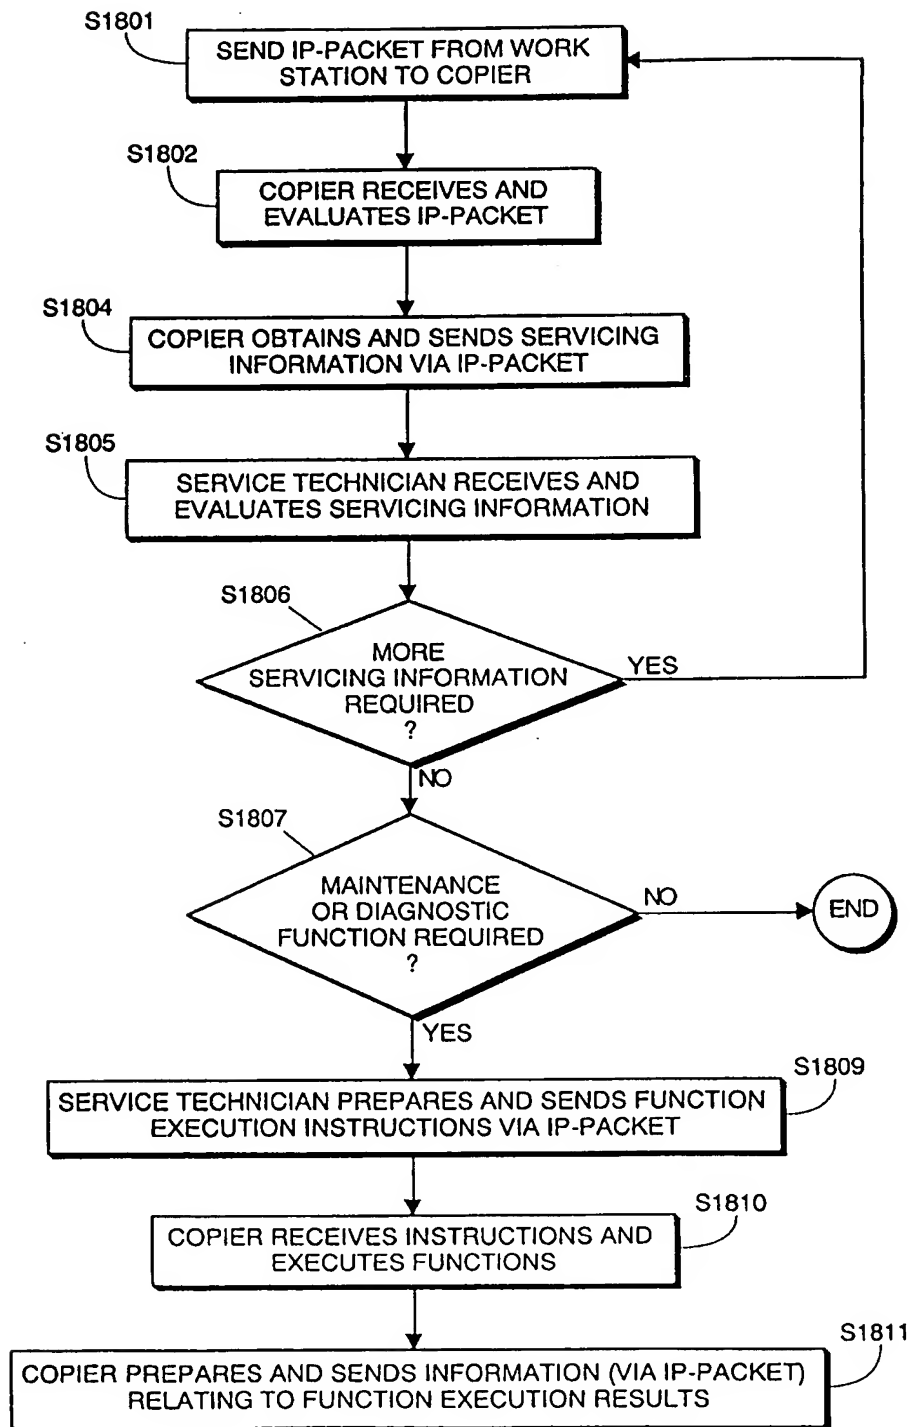 S1801
SEND IP-PACKET FROM WORK
STATION TO COPIER
S1802
COPIER RECEIVES AND
EVALUATES IP-PACKET
S1804
COPIER OBTAINS AND SENDS SERVICING
INFORMATION VIA IP-PACKET
S1805
SERVICE TECHNICIAN RECEIVES AND
EVALUATES SERVICING INFORMATION
S1806
MORE
SERVICING INFORMATION
REQUIRED
?
YES
NO
S1807
MAINTENANCE
OR DIAGNOSTIC
FUNCTION REQUIRED
?
NO
END
YES
S1809
SERVICE TECHNICIAN PREPARES AND SENDS FUNCTION
EXECUTION INSTRUCTIONS VIA IP-PACKET
S1810
COPIER RECEIVES INSTRUCTIONS AND
EXECUTES FUNCTIONS
S1811
COPIER PREPARES AND SENDS INFORMATION (VIA IP-PACKET)
RELATING TO FUNCTION EXECUTION RESULTS